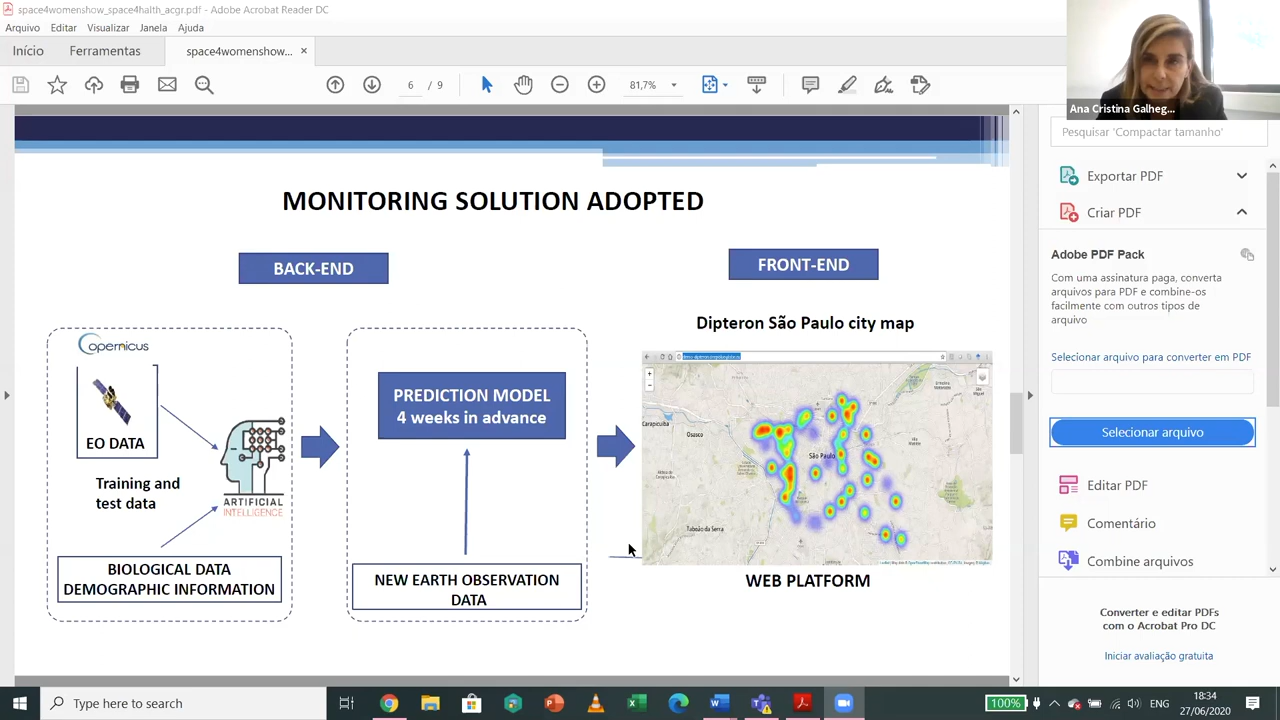 space4womenshow_space4halth_acgr.pdf - Adobe Acrobat Reader DC
Arquivo Editar Visualizar Janela Ajuda
Início Ferramentas space4womenshow... ×
6 / 9 81,7%
Ana Cristina Galheg...
Pesquisar 'Compactar tamanho'
Exportar PDF
Criar PDF
Adobe PDF Pack
Com uma assinatura paga, converta
arquivos para PDF e combine-os
facilmente com outros tipos de
arquivo
Selecionar arquivo para converter em PDF
Selecionar arquivo
Editar PDF
Comentário
Combine arquivos
Converter e editar PDFs
com o Acrobat Pro DC
Iniciar avaliação gratuita
MONITORING SOLUTION ADOPTED
BACK-END
FRONT-END
Dipteron São Paulo city map
opernicus
EO DATA
Training and
test data
ARTIFICIAL
INTELLIGENCE
BIOLOGICAL DATA
DEMOGRAPHIC INFORMATION
PREDICTION MODEL
4 weeks in advance
NEW EARTH OBSERVATION
DATA
Carapicuíba
Osasco
São Paulo
Taboão da Serra
WEB PLATFORM
Type here to search
100%
ENG
18:34
27/06/2020